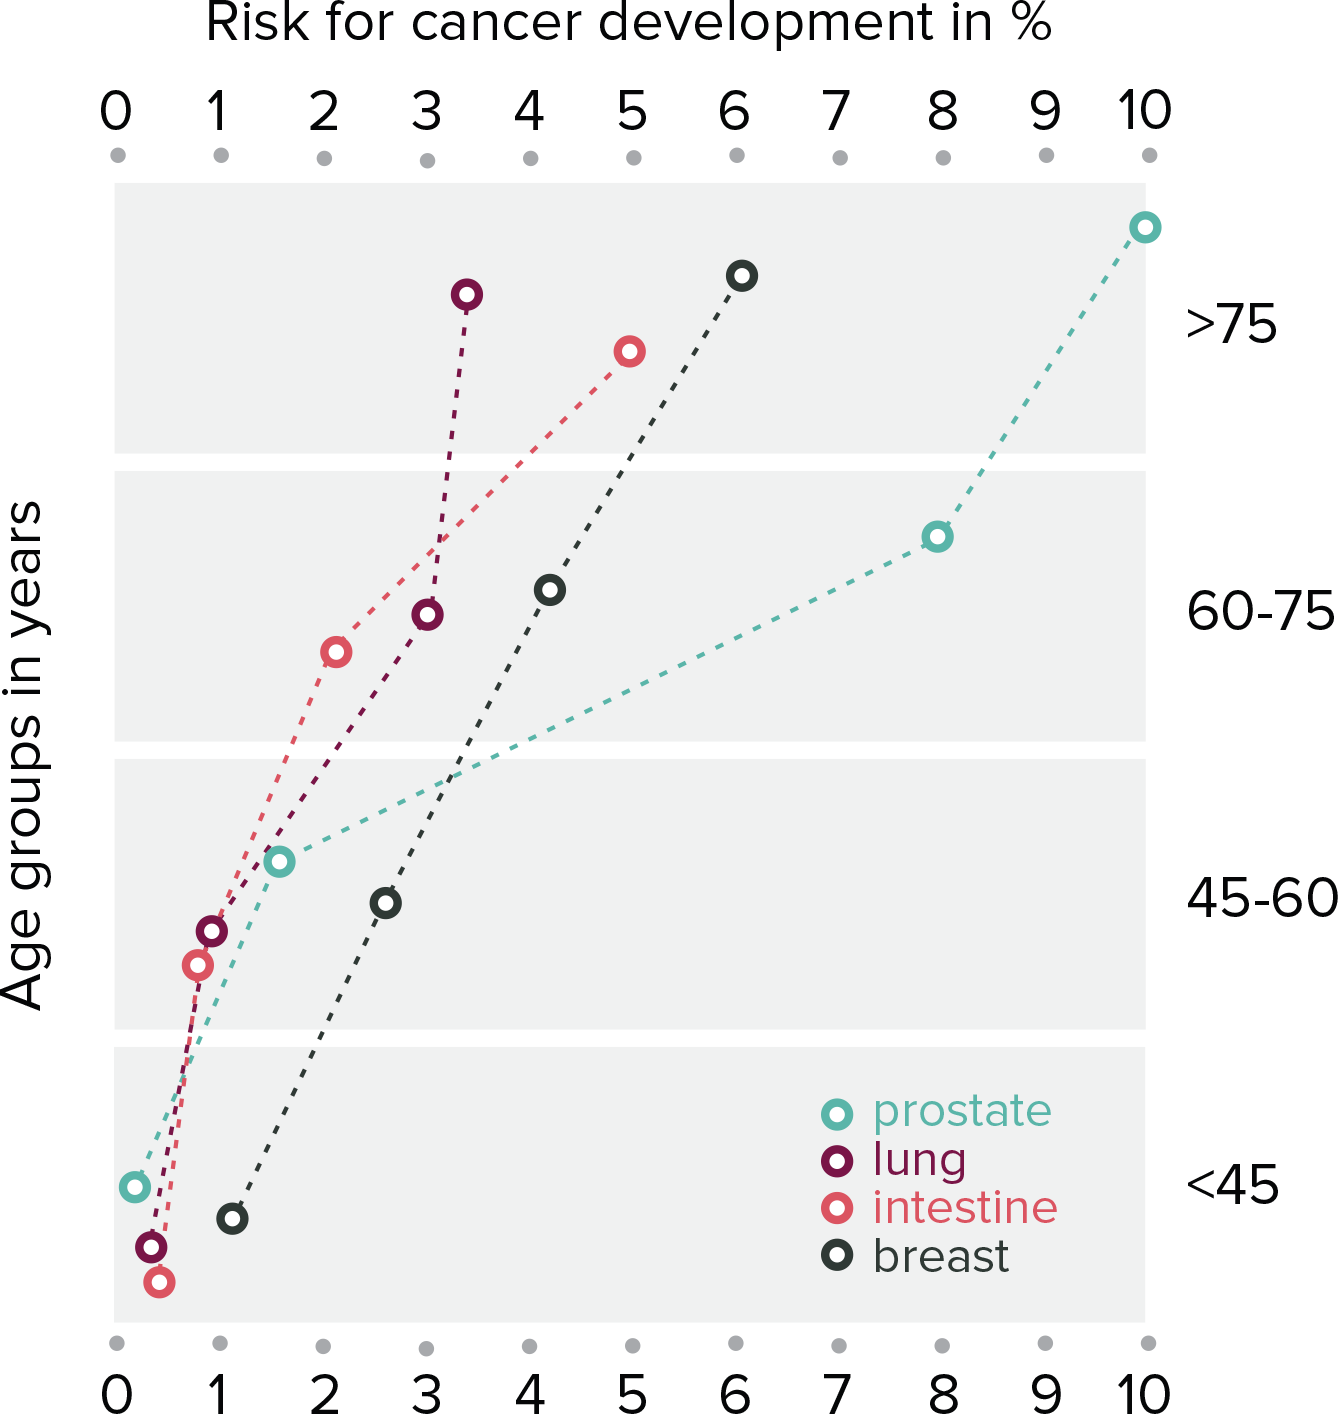 Risk for cancer development in %
0 1 2 3 4 5 6 7 8 9 10
Age groups in years
>75
60-75
45-60
<45
prostate
lung
intestine
breast
0 1 2 3 4 5 6 7 8 9 10